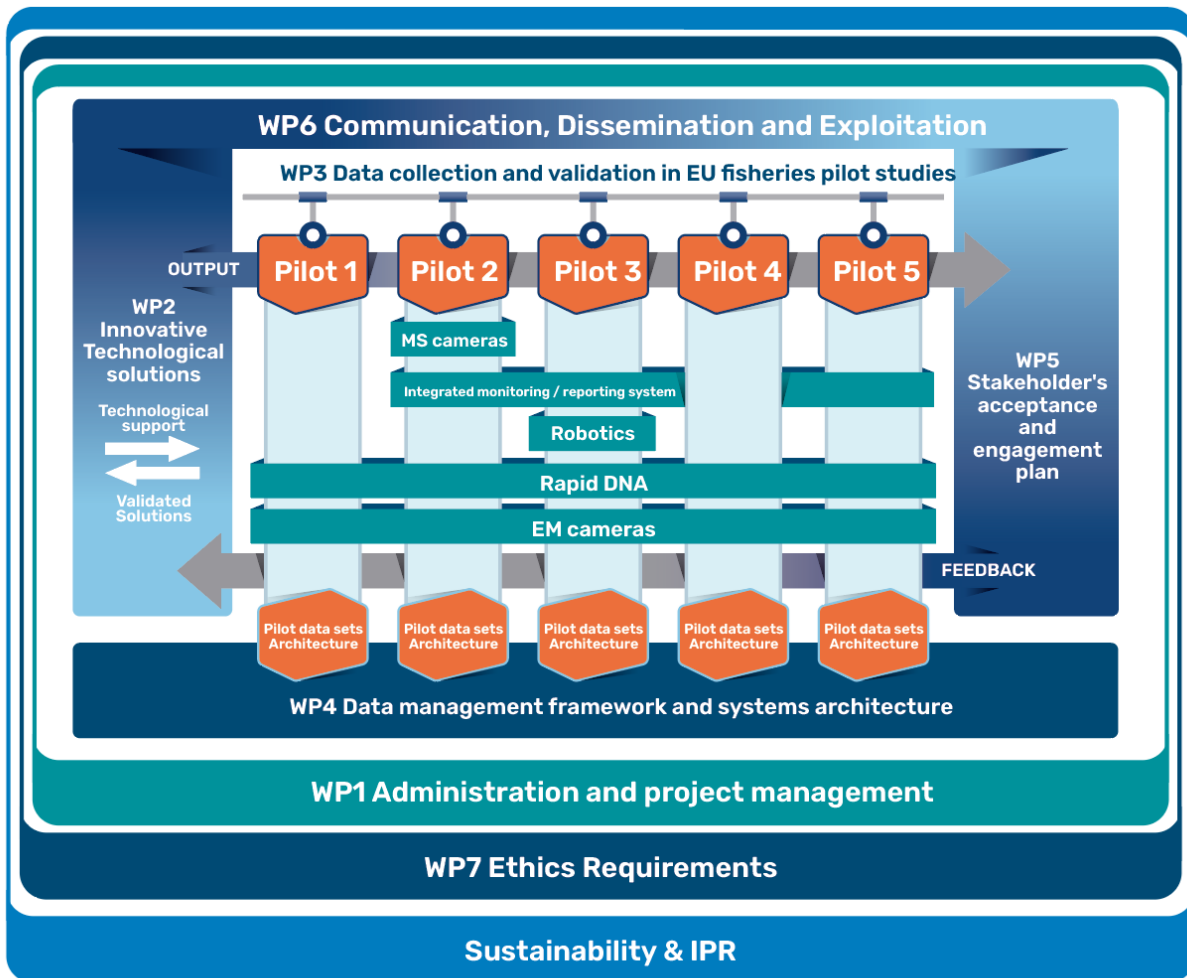 WP6 Communication, Dissemination and Exploitation
WP3 Data collection and validation in EU fisheries pilot studies
OUTPUT
Pilot 1
Pilot 2
Pilot 3
Pilot 4
Pilot 5
WP2
Innovative
Technological
solutions
Technological
support
Validated
Solutions
MS cameras
Integrated monitoring / reporting system
Robotics
Rapid DNA
EM cameras
WP5
Stakeholder's
acceptance
and
engagement
plan
FEEDBACK
Pilot data sets
Architecture
Pilot data sets
Architecture
Pilot data sets
Architecture
Pilot data sets
Architecture
Pilot data sets
Architecture
WP4 Data management framework and systems architecture
WP1 Administration and project management
WP7 Ethics Requirements
Sustainability & IPR